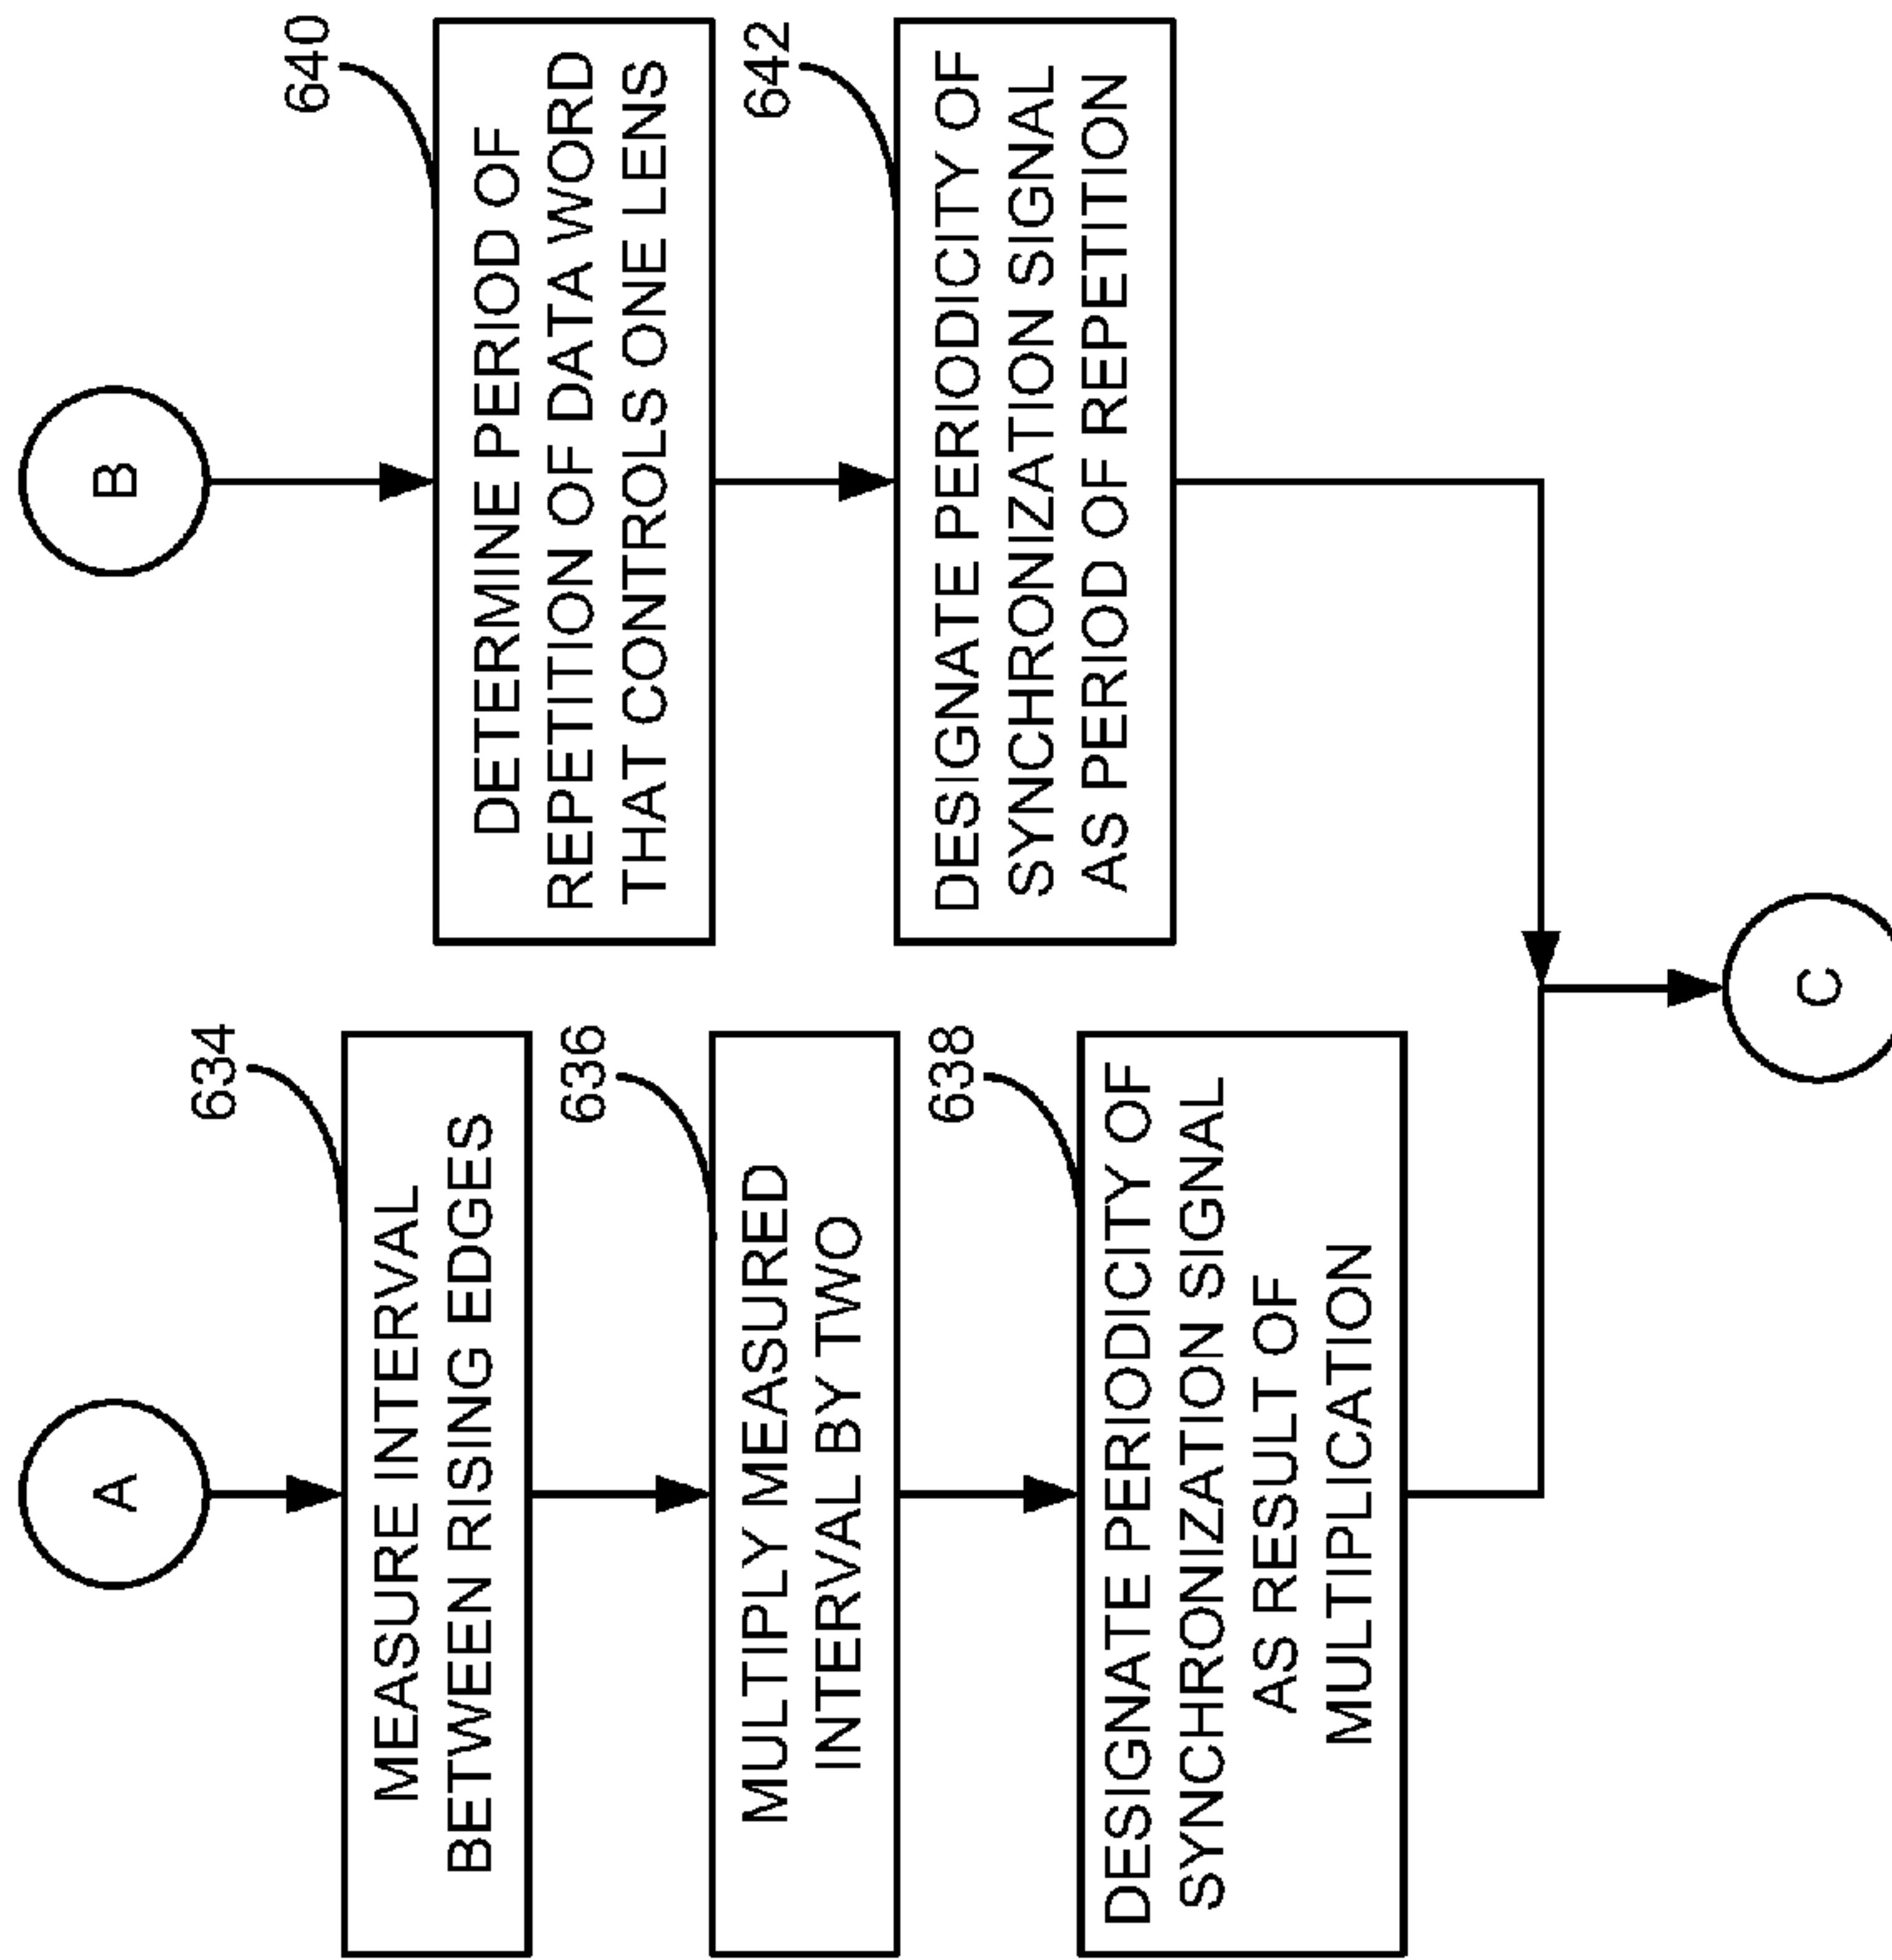 A
634
MEASURE INTERVAL
BETWEEN RISING EDGES
636
MULTIPLY MEASURED
INTERVAL BY TWO
638
DESIGNATE PERIODICITY OF
SYNCHRONIZATION SIGNAL
AS RESULT OF
MULTIPLICATION
B
640
DETERMINE PERIOD OF
REPETITION OF DATA WORD
THAT CONTROLS ONE LENS
642
DESIGNATE PERIODICITY OF
SYNCHRONIZATION SIGNAL
AS PERIOD OF REPETITION
C